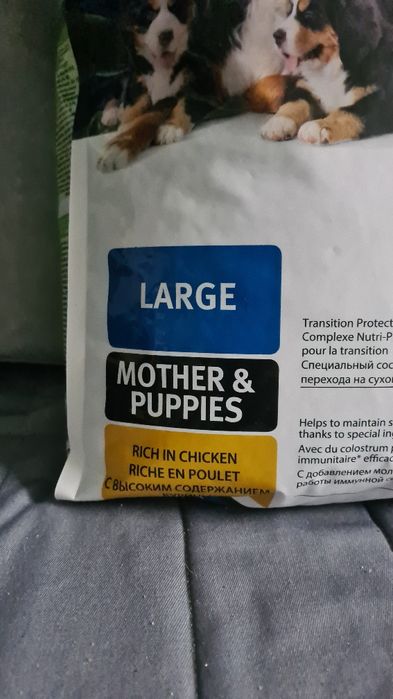 LARGE
MOTHER &
PUPPIES
RICH IN CHICKEN
RICHE EN POULET
С ВЫСОКИМ СОДЕРЖАНИЕМ
Transition Protect
Complexe Nutri-P
pour la transition
Специальный сос
перехода на сухо
Helps to maintain s
thanks to special in
Avec du colostrum
immunitaire* efficac
С добавлением мол
работы иммунной